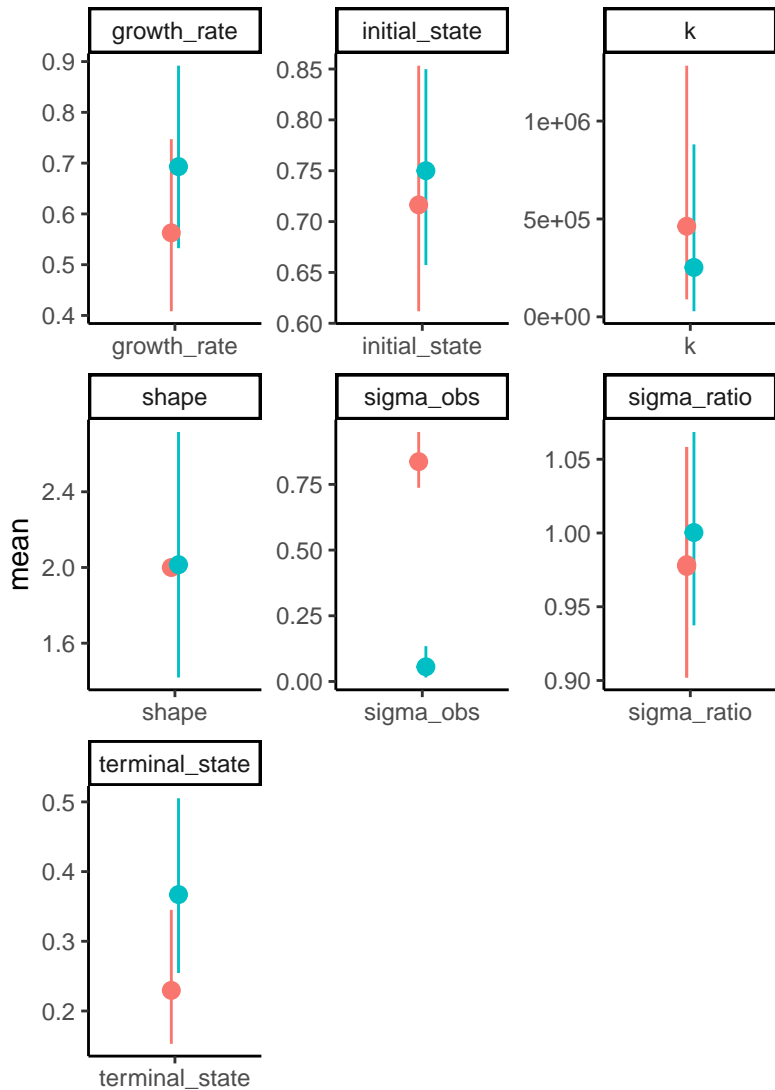 growth_rate
initial_state
k
0.9
0.8
0.7
0.6
0.5
0.4
0.85
0.80
0.75
0.70
0.65
0.60
1e+06
5e+05
0e+00
growth_rate
initial_state
k
shape
sigma_obs
sigma_ratio
mean
2.4
2.0
1.6
0.75
0.50
0.25
0.00
1.05
1.00
0.95
0.90
shape
sigma_obs
sigma_ratio
terminal_state
0.5
0.4
0.3
0.2
terminal_state